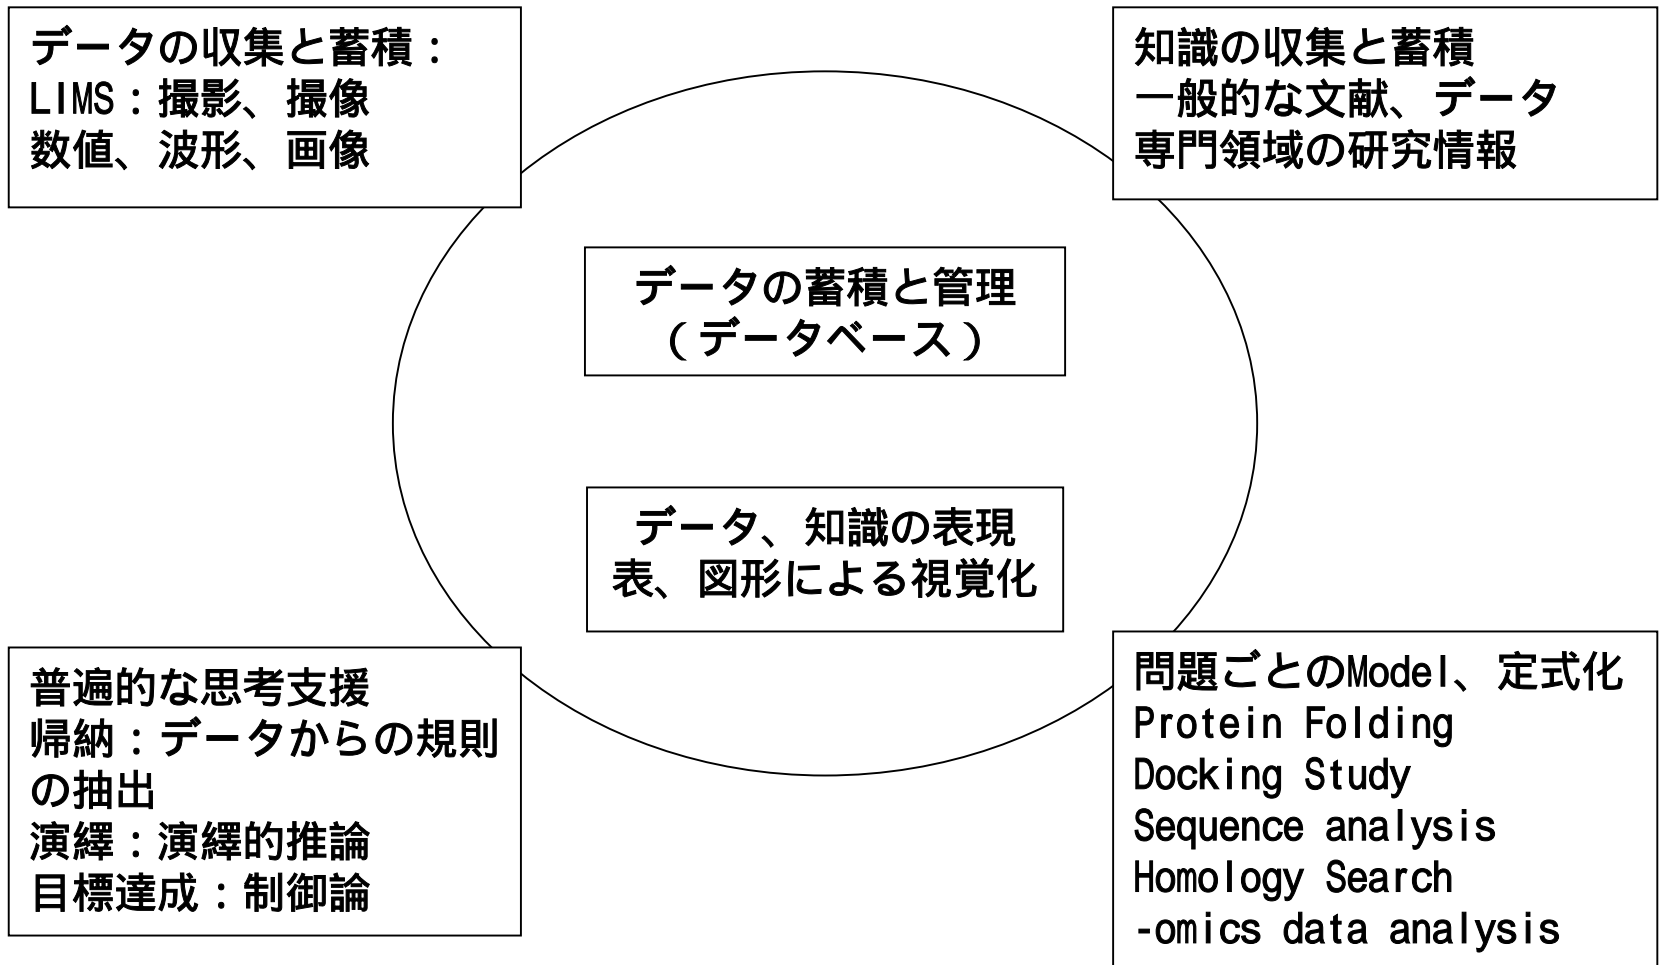 データの収集と蓄積：
LIMS：撮影、撮像
数値、波形、画像
知識の収集と蓄積
一般的な文献、データ
専門領域の研究情報
データの蓄積と管理
（データベース）
データ、知識の表現
表、図形による視覚化
普遍的な思考支援
帰納：データからの規則
の抽出
演繹：演繹的推論
目標達成：制御論
問題ごとのModel、定式化
Protein Folding
Docking Study
Sequence analysis
Homology Search
-omics data analysis